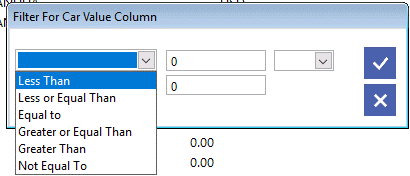 Filter For Car Value Column
0
Less Than
0
Less or Equal Than
Equal to
Greater or Equal Than
Greater Than
0.00
Not Equal To
0.00